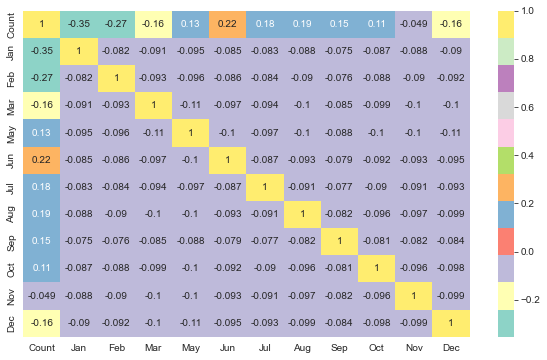 Count 1 -0.35 -0.27 -0.16 0.13 0.22 0.18 0.19 0.15 0.11 -0.049 -0.16
Jan -0.35 1 -0.082 -0.091 -0.095 -0.085 -0.083 -0.088 -0.075 -0.087 -0.088 -0.09
Feb -0.27 -0.082 1 -0.093 -0.096 -0.086 -0.084 -0.09 -0.076 -0.088 -0.09 -0.092
Mar -0.16 -0.091 -0.093 1 -0.11 -0.097 -0.094 -0.1 -0.085 -0.099 -0.1 -0.1
May 0.13 -0.095 -0.096 -0.11 1 -0.1 -0.097 -0.1 -0.088 -0.1 -0.1 -0.11
Jun 0.22 -0.085 -0.086 -0.097 -0.1 1 -0.087 -0.093 -0.079 -0.092 -0.093 -0.095
Jul 0.18 -0.083 -0.084 -0.094 -0.097 -0.087 1 -0.091 -0.077 -0.09 -0.091 -0.093
Aug 0.19 -0.088 -0.09 -0.1 -0.1 -0.093 -0.091 1 -0.082 -0.096 -0.097 -0.099
Sep 0.15 -0.075 -0.076 -0.085 -0.088 -0.079 -0.077 -0.082 1 -0.081 -0.082 -0.084
Oct 0.11 -0.087 -0.088 -0.099 -0.1 -0.092 -0.09 -0.096 -0.081 1 -0.096 -0.098
Nov -0.049 -0.088 -0.09 -0.1 -0.1 -0.093 -0.091 -0.097 -0.082 -0.096 1 -0.099
Dec -0.16 -0.09 -0.092 -0.1 -0.11 -0.095 -0.093 -0.099 -0.084 -0.098 -0.099 1
Count Jan Feb Mar May Jun Jul Aug Sep Oct Nov Dec
1.0
0.8
0.6
0.4
0.2
0.0
−0.2